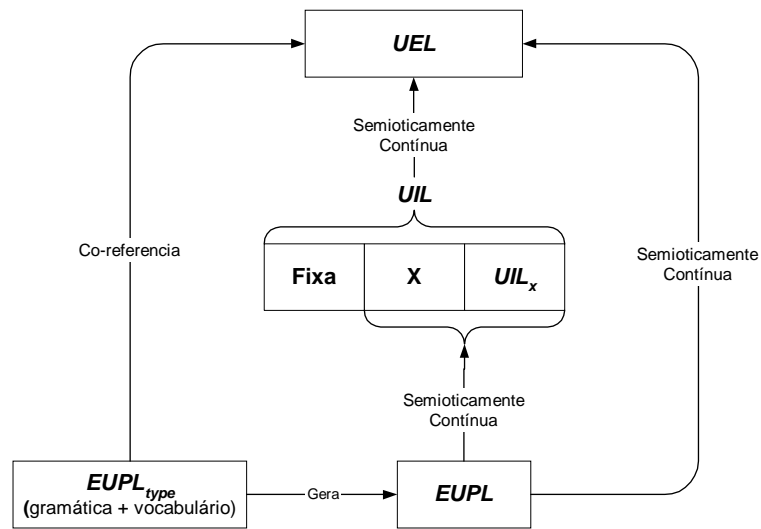 UEL
Semioticamente
Contínua
UIL
Co-referencia
Semioticamente
Contínua
Fixa
X
UILx
Semioticamente
Contínua
EUPLtype
(gramática + vocabulário)
Gera
EUPL